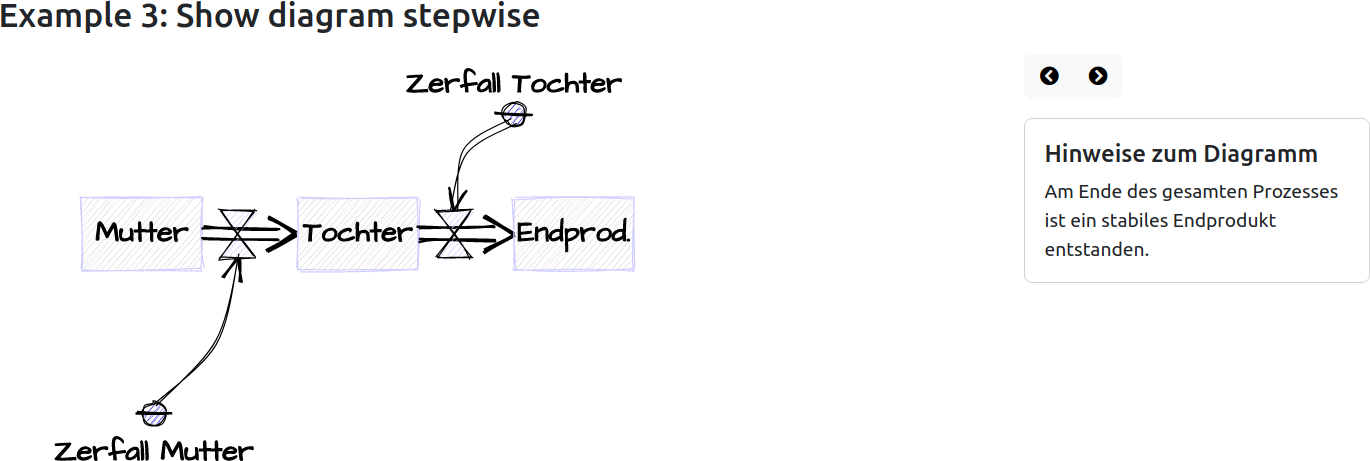 Example 3: Show diagram stepwise
Zerfall Tochter
Mutter
Tochter
Endprod.
Zerfall Mutter
Hinweise zum Diagramm
Am Ende des gesamten Prozesses
ist ein stabiles Endprodukt
entstanden.